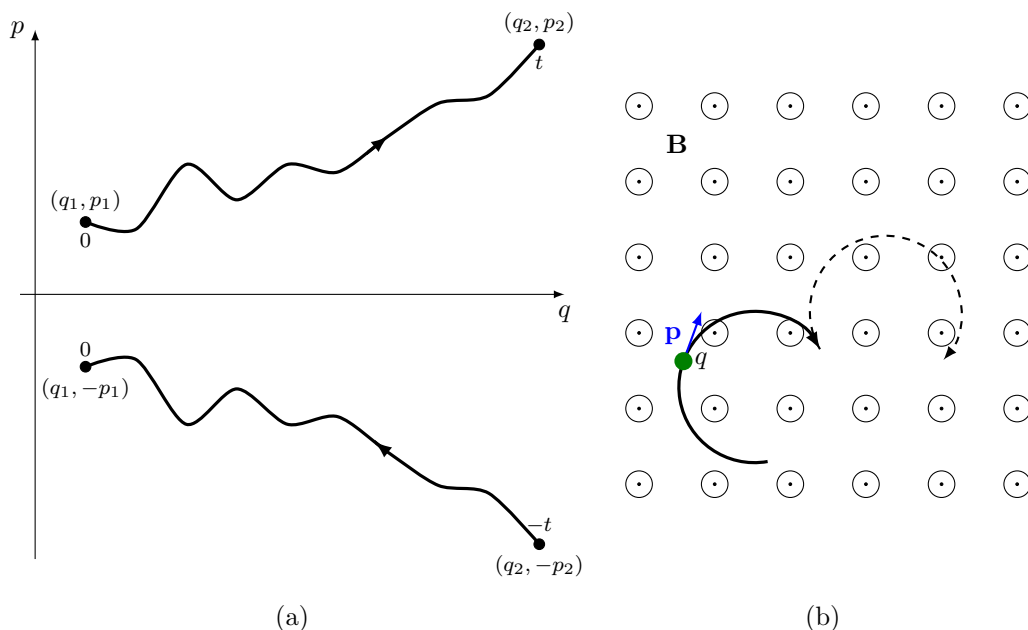 p
(q₂, p₂)
t
(q₁, p₁)
0
q
0
(q₁, −p₁)
−t
(q₂, −p₂)
(a)
B
p
q
(b)